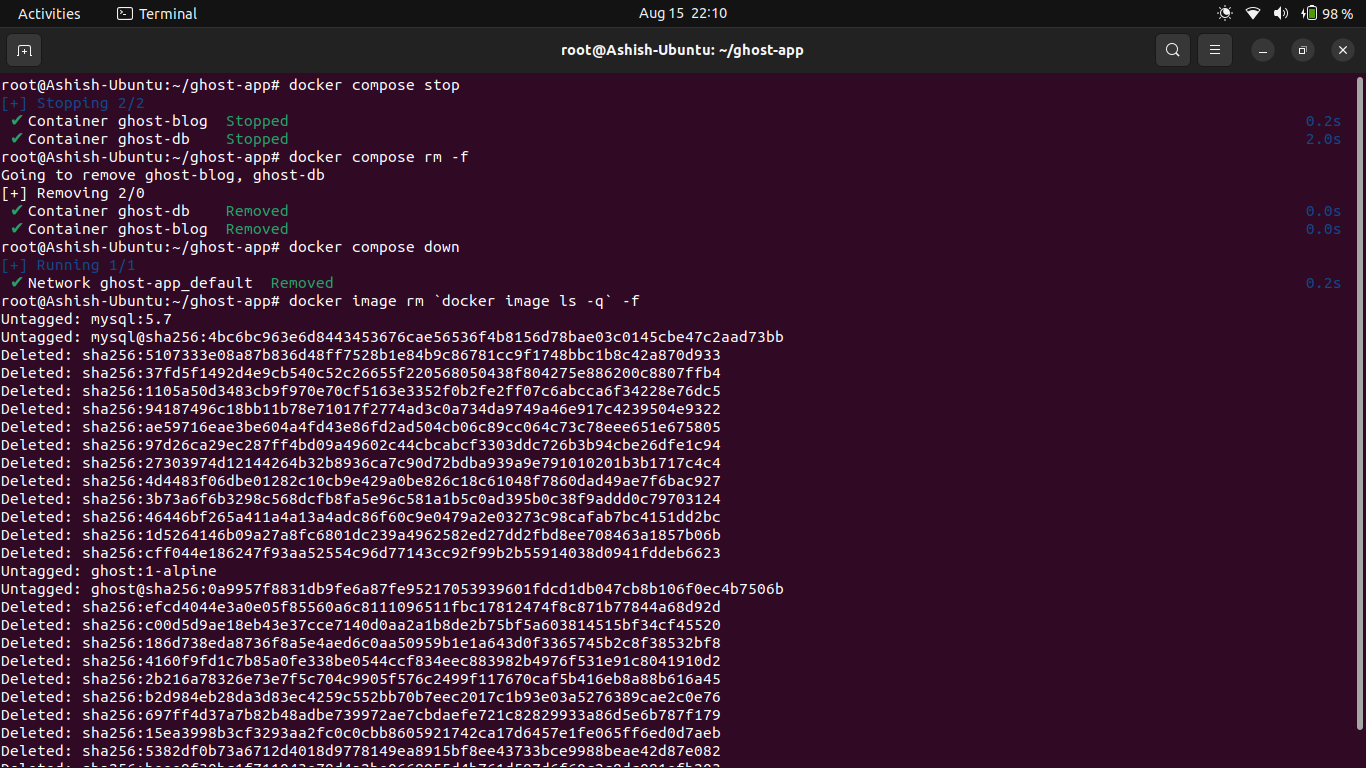 Activities
Terminal
Aug 15 22:10
98 %
root@Ashish-Ubuntu: ~/ghost-app
root@Ashish-Ubuntu:~/ghost-app# docker compose stop
[+] Stopping 2/2
✔ Container ghost-blog  Stopped 0.2s
✔ Container ghost-db    Stopped 2.0s
root@Ashish-Ubuntu:~/ghost-app# docker compose rm -f
Going to remove ghost-blog, ghost-db
[+] Removing 2/0
✔ Container ghost-db    Removed 0.0s
✔ Container ghost-blog  Removed 0.0s
root@Ashish-Ubuntu:~/ghost-app# docker compose down
[+] Running 1/1
✔ Network ghost-app_default  Removed 0.2s
root@Ashish-Ubuntu:~/ghost-app# docker image rm `docker image ls -q` -f
Untagged: mysql:5.7
Untagged: mysql@sha256:4bc6bc963e6d8443453676cae56536f4b8156d78bae03c0145cbe47c2aad73bb
Deleted: sha256:5107333e08a87b836d48ff7528b1e84b9c86781cc9f1748bbc1b8c42a870d933
Deleted: sha256:37fd5f1492d4e9cb540c52c26655f220568050438f804275e886200c8807ffb4
Deleted: sha256:1105a50d3483cb9f970e70cf5163e3352f0b2fe2ff07c6abcca6f34228e76dc5
Deleted: sha256:94187496c18bb11b78e71017f2774ad3c0a734da9749a46e917c4239504e9322
Deleted: sha256:ae59716eae3be604a4fd43e86fd2ad504cb06c89cc064c73c78eee651e675805
Deleted: sha256:97d26ca29ec287ff4bd09a49602c44cbcabcf3303ddc726b3b94cbe26dfe1c94
Deleted: sha256:27303974d12144264b32b8936ca7c90d72bdba939a9e791010201b3b1717c4c4
Deleted: sha256:4d4483f06dbe01282c10cb9e429a0be826c18c61048f7860dad49ae7f6bac927
Deleted: sha256:3b73a6f6b3298c568dcfb8fa5e96c581a1b5c0ad395b0c38f9addd0c79703124
Deleted: sha256:46446bf265a411a4a13a4adc86f60c9e0479a2e03273c98cafab7bc4151dd2bc
Deleted: sha256:1d5264146b09a27a8fc6801dc239a4962582ed27dd2fbd8ee708463a1857b06b
Deleted: sha256:cff044e186247f93aa52554c96d77143cc92f99b2b55914038d0941fddeb6623
Untagged: ghost:1-alpine
Untagged: ghost@sha256:0a9957f8831db9fe6a87fe95217053939601fdcd1db047cb8b106f0ec4b7506b
Deleted: sha256:efcd4044e3a0e05f85560a6c8111096511fbc17812474f8c871b77844a68d92d
Deleted: sha256:c00d5d9ae18eb43e37cce7140d0aa2a1b8de2b75bf5a603814515bf34cf45520
Deleted: sha256:186d738eda8736f8a5e4aed6c0aa50959b1e1a643d0f3365745b2c8f38532bf8
Deleted: sha256:4160f9fd1c7b85a0fe338be0544ccf834eec883982b4976f531e91c8041910d2
Deleted: sha256:2b216a78326e73e7f5c704c9905f576c2499f117670caf5b416eb8a88b616a45
Deleted: sha256:b2d984eb28da3d83ec4259c552bb70b7eec2017c1b93e03a5276389cae2c0e76
Deleted: sha256:697ff4d37a7b82b48adbe739972ae7cbdaefe721c82829933a86d5e6b787f179
Deleted: sha256:15ea3998b3cf3293aa2fc0c0cbb8605921742ca17d6457e1fe065ff6ed0d7aeb
Deleted: sha256:5382df0b73a6712d4018d9778149ea8915bf8ee43733bce9988beae42d87e082